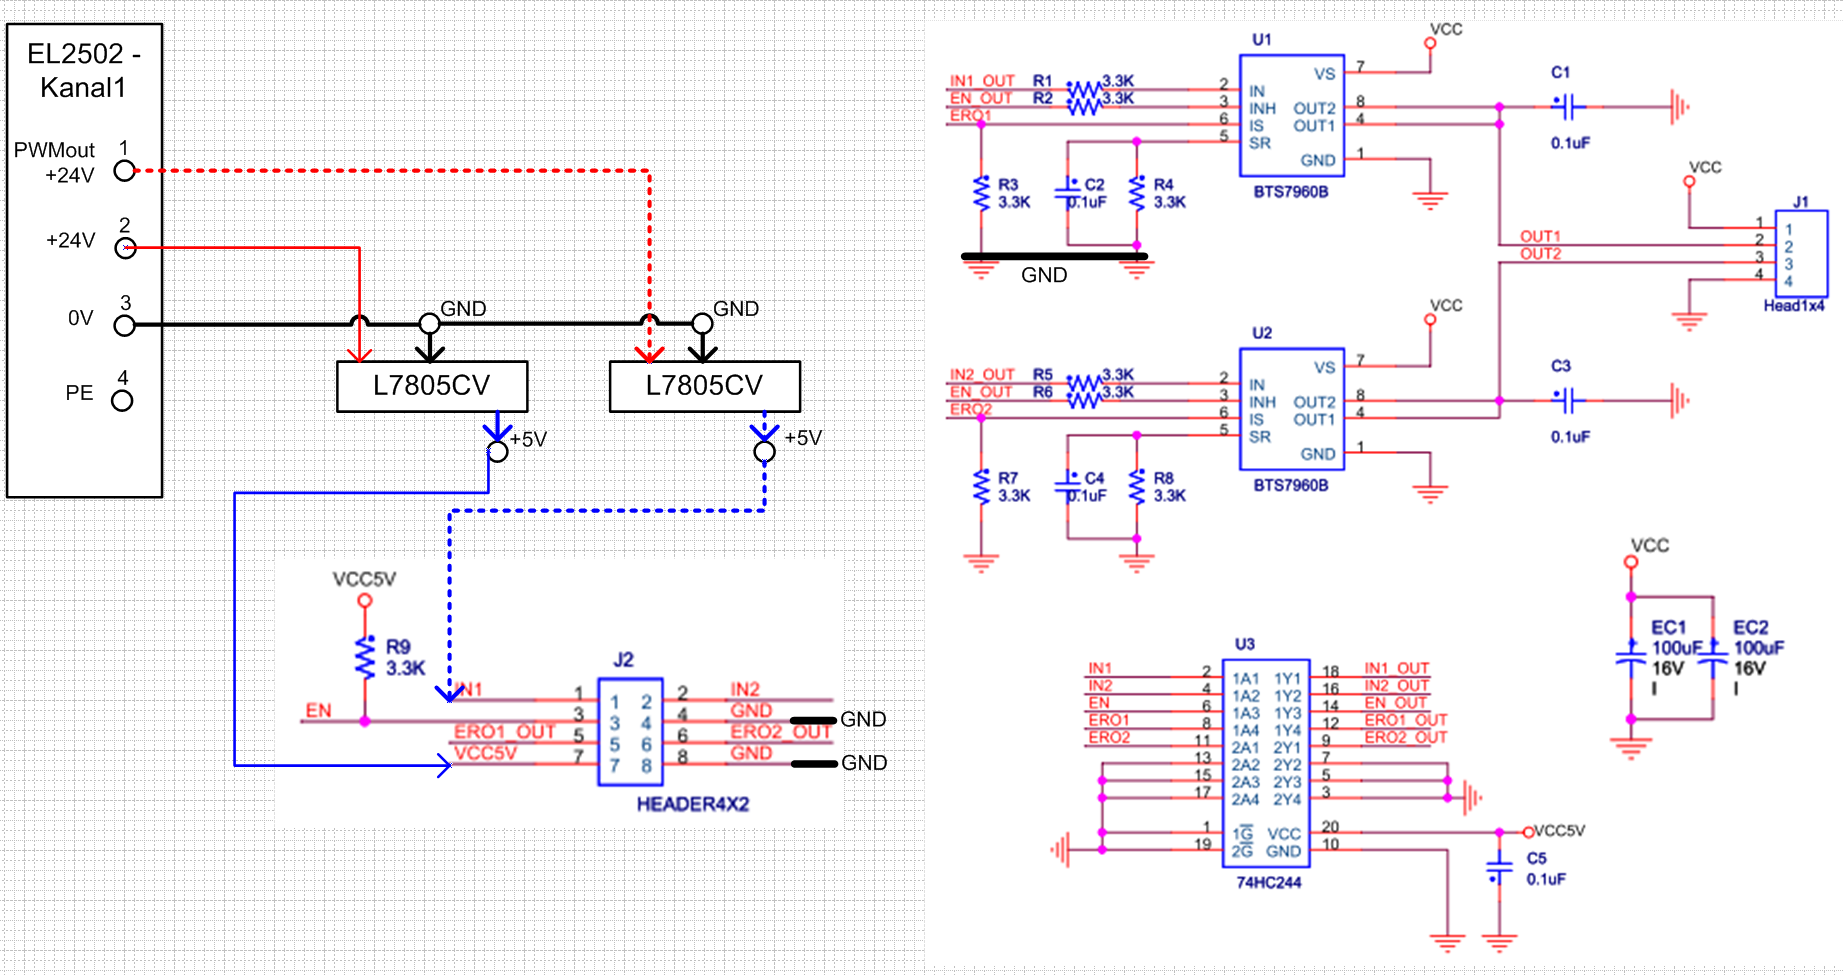 EL2502 -
Kanal1
PWMout
+24V
1
+24V
2
0V
3
PE
4
GND
GND
L7805CV
L7805CV
+5V
+5V
VCC5V
R9
3.3K
EN
J2
IN1
1
1
2
2
IN2
3
3
4
4
GND
GND
ERO1_OUT
5
5
6
6
ERO2_OUT
VCC5V
7
7
8
8
GND
GND
HEADER4X2
U1
VCC
IN1_OUT
R1
3.3K
2
IN
VS
7
EN_OUT
R2
3.3K
3
INH
OUT2
8
ERO1
6
IS
OUT1
4
5
SR
GND
1
BTS7960B
C1
0.1uF
R3
3.3K
C2
0.1uF
R4
3.3K
GND
VCC
J1
OUT1
OUT2
1
1
2
2
3
3
4
4
Head1x4
U2
VCC
IN2_OUT
R5
3.3K
2
IN
VS
7
EN_OUT
R6
3.3K
3
INH
OUT2
8
ERO2
6
IS
OUT1
4
5
SR
GND
1
BTS7960B
C3
0.1uF
R7
3.3K
C4
0.1uF
R8
3.3K
VCC
EC1
100uF
16V
I
EC2
100uF
16V
I
U3
IN1
2
1A1
1Y1
18
IN1_OUT
IN2
4
1A2
1Y2
16
IN2_OUT
EN
6
1A3
1Y3
14
EN_OUT
ERO1
8
1A4
1Y4
12
ERO1_OUT
ERO2
11
2A1
2Y1
9
ERO2_OUT
13
2A2
2Y2
7
15
2A3
2Y3
5
17
2A4
2Y4
3
1
1G
VCC
20
VCC5V
19
2G
GND
10
74HC244
C5
0.1uF